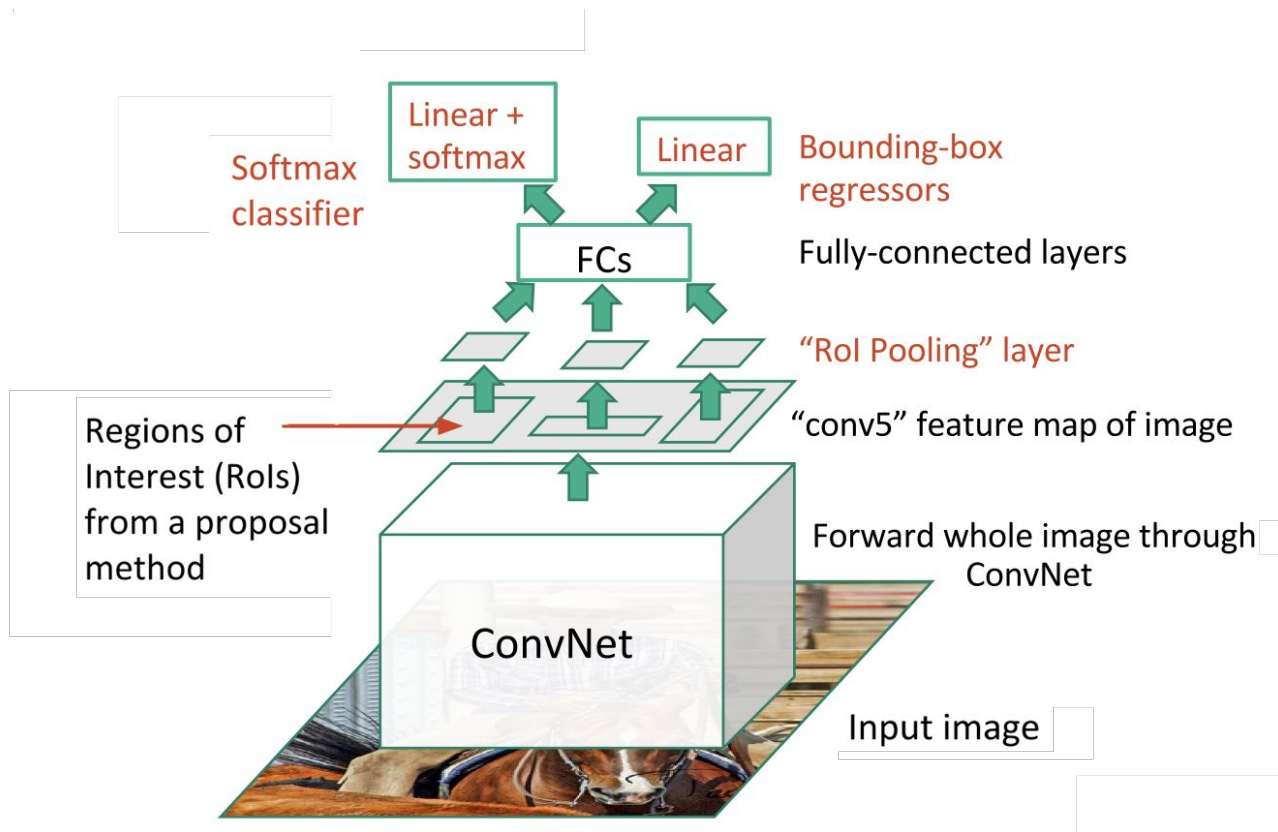 Linear +
softmax
Linear
Softmax
classifier
Bounding-box
regressors
FCs
Fully-connected layers
“RoI Pooling” layer
Regions of
Interest (RoIs)
from a proposal
method
“conv5” feature map of image
Forward whole image through
ConvNet
ConvNet
Input image